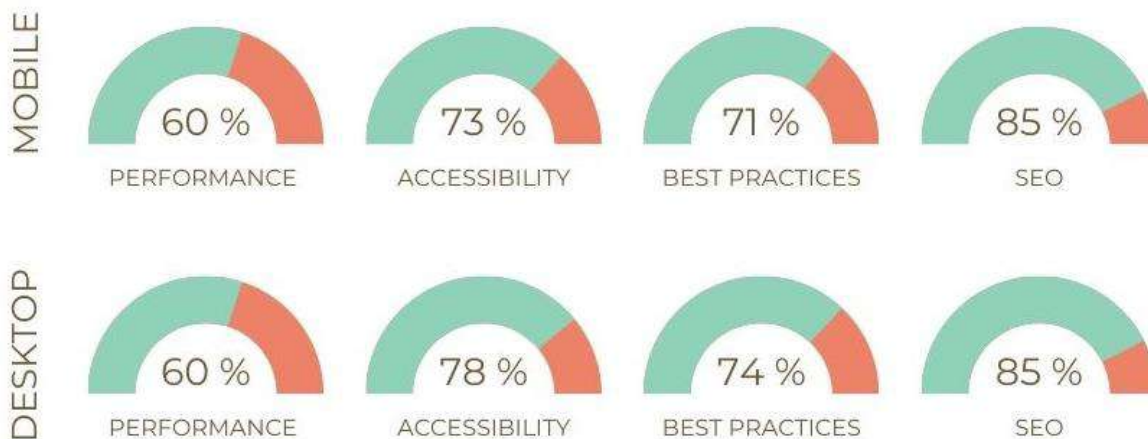 MOBILE
60 % 73 % 71 % 85 %
PERFORMANCE ACCESSIBILITY BEST PRACTICES SEO
DESKTOP
60 % 78 % 74 % 85 %
PERFORMANCE ACCESSIBILITY BEST PRACTICES SEO